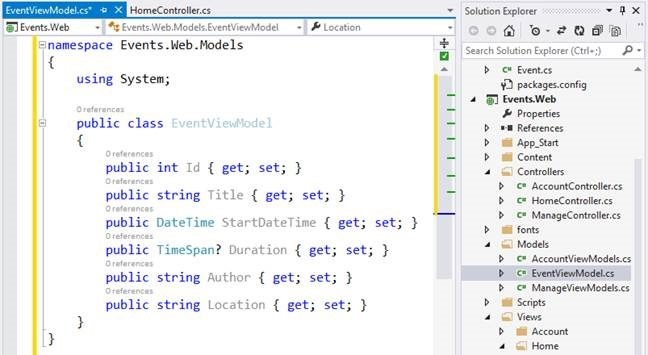 EventViewModel.cs*
HomeController.cs
Events.Web
Events.Web.Models.EventViewModel
Location
namespace Events.Web.Models
{
using System;
0 references
public class EventViewModel
{
0 references
public int Id { get; set; }
0 references
public string Title { get; set; }
0 references
public DateTime StartDateTime { get; set; }
0 references
public TimeSpan? Duration { get; set; }
0 references
public string Author { get; set; }
0 references
public string Location { get; set; }
}
}
Solution Explorer
Search Solution Explorer (Ctrl+;)
C# Event.cs
packages.config
Events.Web
Properties
References
App_Start
Content
Controllers
C# AccountController.cs
C# HomeController.cs
C# ManageController.cs
fonts
Models
C# AccountViewModels.cs
C# EventViewModel.cs
C# ManageViewModels.cs
Scripts
Views
Account
Home